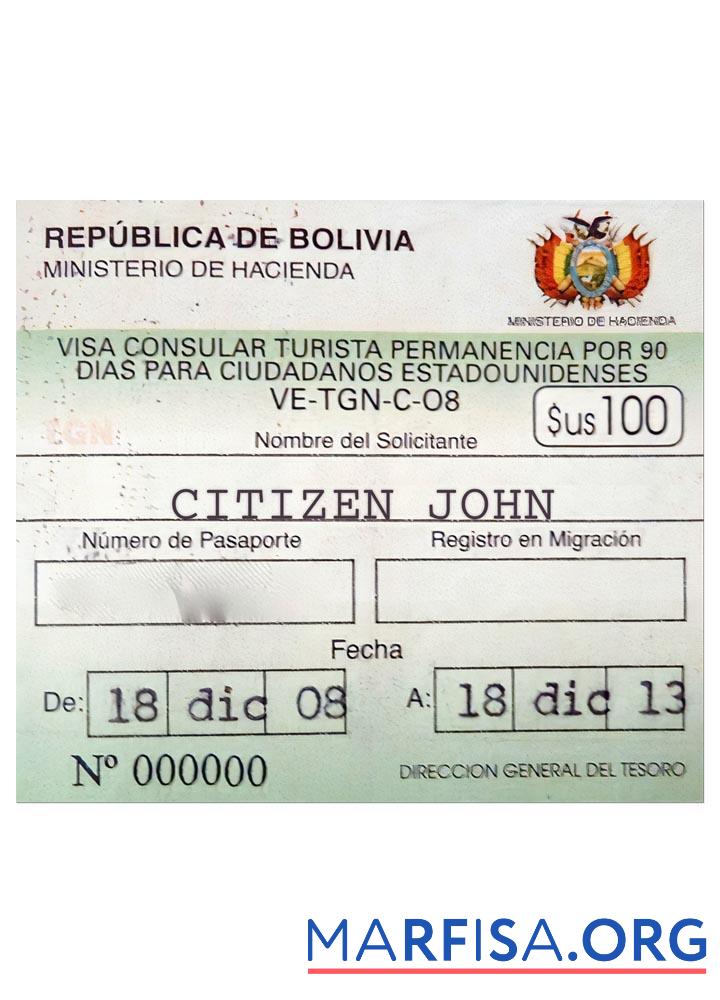 REPÚBLICA DE BOLIVIA
MINISTERIO DE HACIENDA
MINISTERIO DE HACIENDA
VISA CONSULAR TURISTA PERMANENCIA POR 90
DIAS PARA CIUDADANOS ESTADOUNIDENSES
VE-TGN-C-08
$us 100
TGN
Nombre del Solicitante
CITIZEN JOHN
Número de Pasaporte
Registro en Migración
Fecha
De: 18 dic 08
A: 18 dic 13
Nº 000000
DIRECCION GENERAL DEL TESORO
MARFISA.ORG